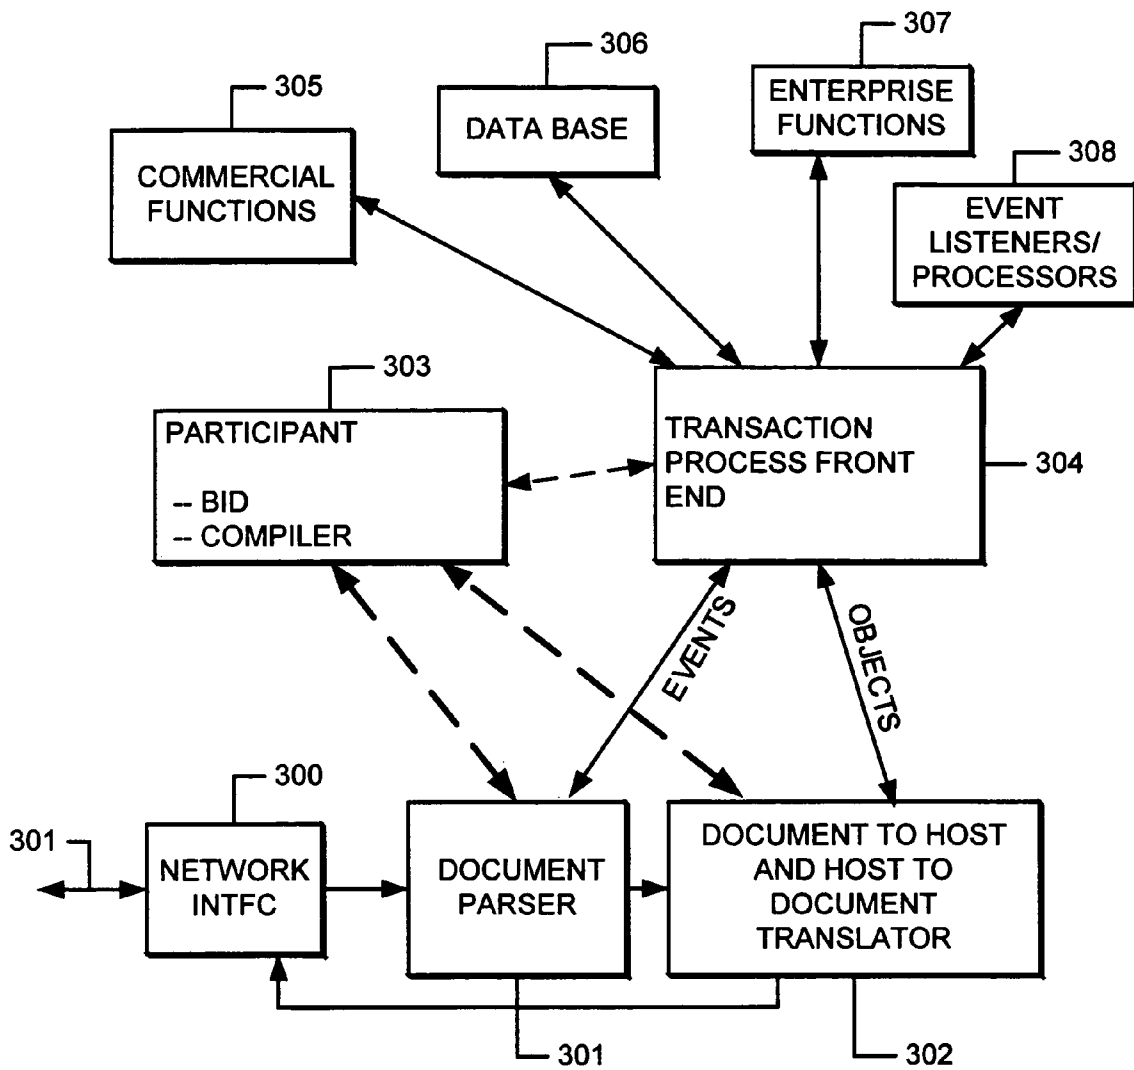 307
306
305
ENTERPRISE
FUNCTIONS
DATA BASE
308
COMMERCIAL
FUNCTIONS
EVENT
LISTENERS/
PROCESSORS
303
PARTICIPANT
-- BID
-- COMPILER
TRANSACTION
PROCESS FRONT
END
304
EVENTS
OBJECTS
300
301
NETWORK
INTFC
DOCUMENT
PARSER
DOCUMENT TO HOST
AND HOST TO
DOCUMENT
TRANSLATOR
301
302